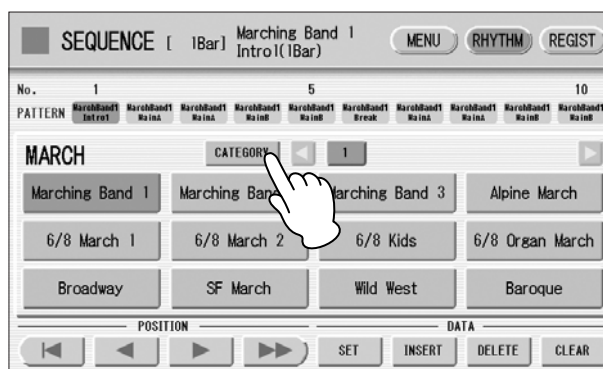 SEQUENCE [ 1Bar] Marching Band 1 MENU RHYTHM REGIST
Intro1(1Bar)
No. 1 5 10
PATTERN MarchBand1 MarchBand1 MarchBand1 MarchBand1 MarchBand1 MarchBand1 MarchBand1 MarchBand1 MarchBand1 MarchBand1
Intro1 MainA MainA MainB MainB Break MainA MainB MainB
MARCH CATEGORY 1
Marching Band 1 Marching Marching Band 3 Alpine March
6/8 March 1 6/8 March 2 6/8 Kids 6/8 Organ March
Broadway SF March Wild West Baroque
POSITION DATA
SET INSERT DELETE CLEAR